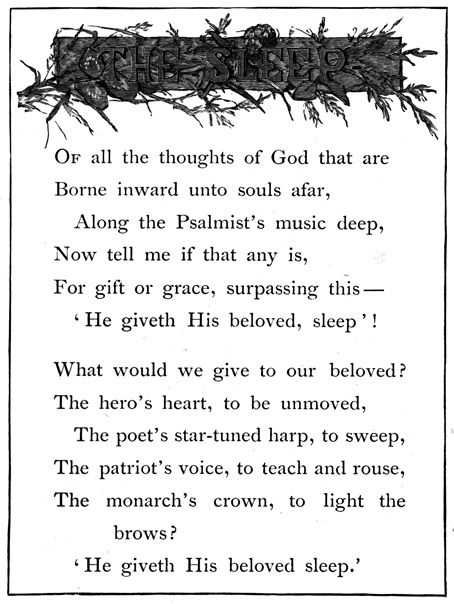 THE SLEEP
OF all the thoughts of God that are
Borne inward unto souls afar,
Along the Psalmist's music deep,
Now tell me if that any is,
For gift or grace, surpassing this—
‘He giveth His beloved, sleep’!
What would we give to our beloved?
The hero's heart, to be unmoved,
The poet's star-tuned harp, to sweep,
The patriot's voice, to teach and rouse,
The monarch's crown, to light the
brows?
‘He giveth His beloved sleep.’